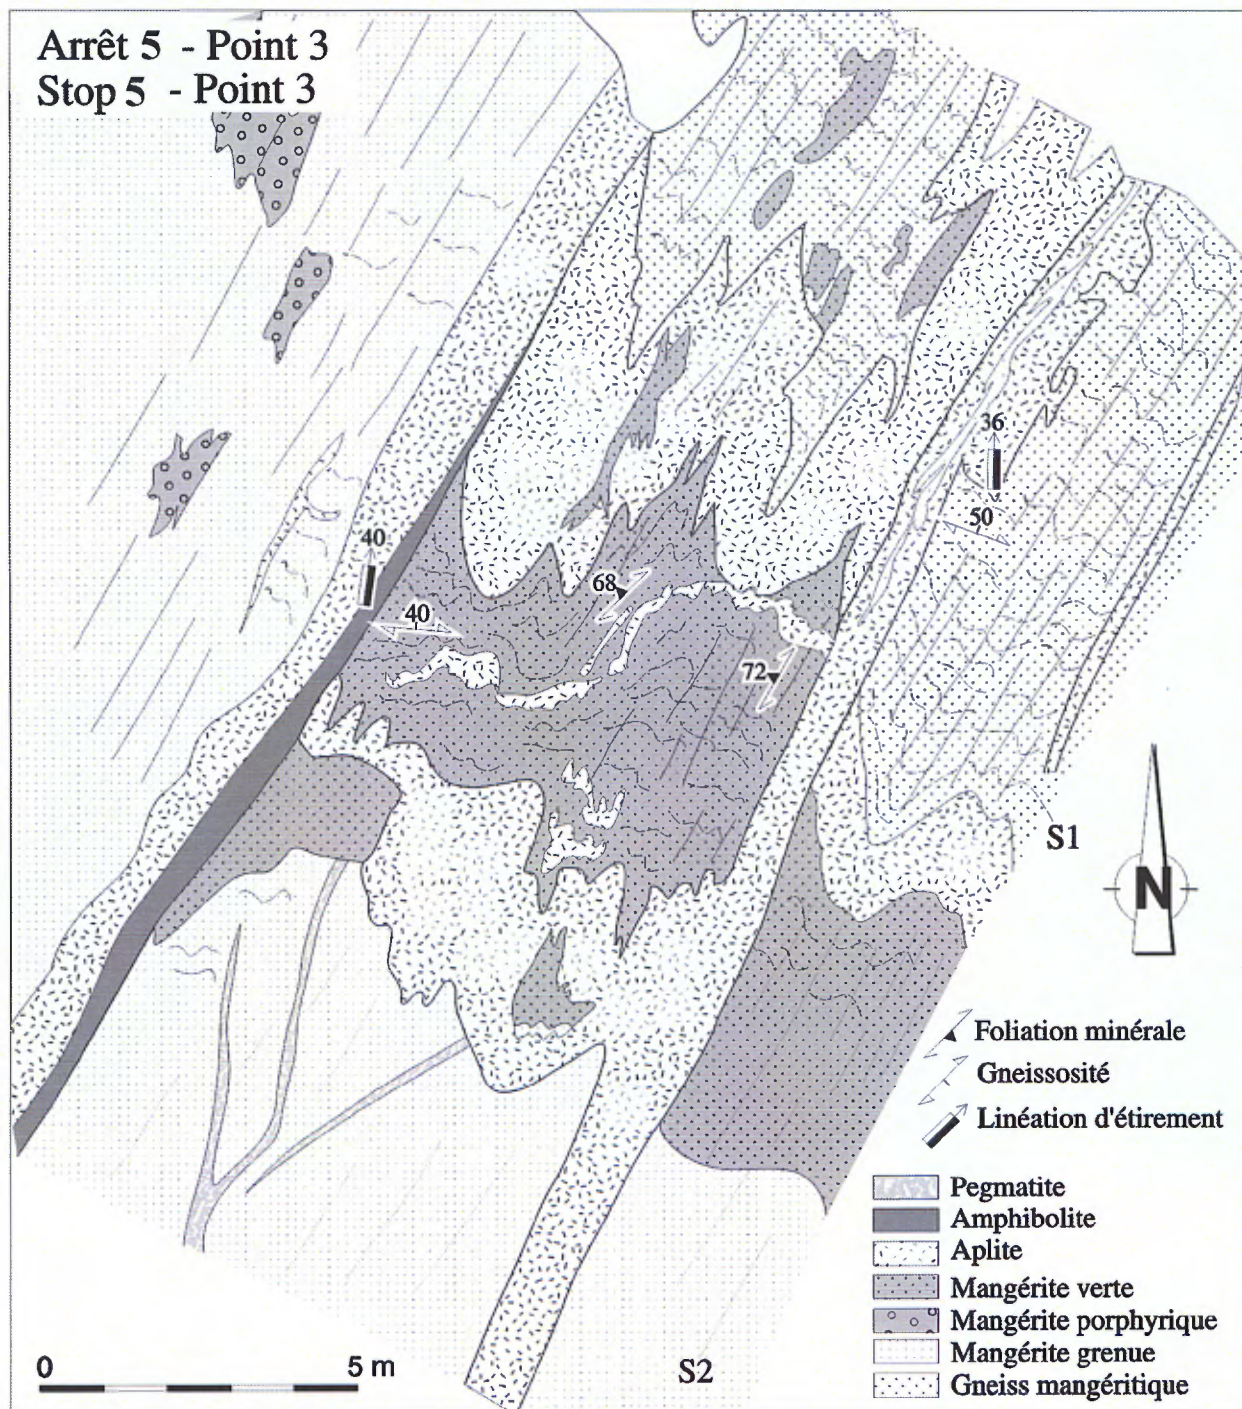 Arrêt 5 - Point 3
Stop 5 - Point 3
36
50
40
40
68
72
S1
N
Foliation minérale
Gneissosité
Linéation d'étirement
Pegmatite
Amphibolite
Aplite
Mangérite verte
Mangérite porphyrique
Mangérite grenue
Gneiss mangéritique
0 5 m
S2